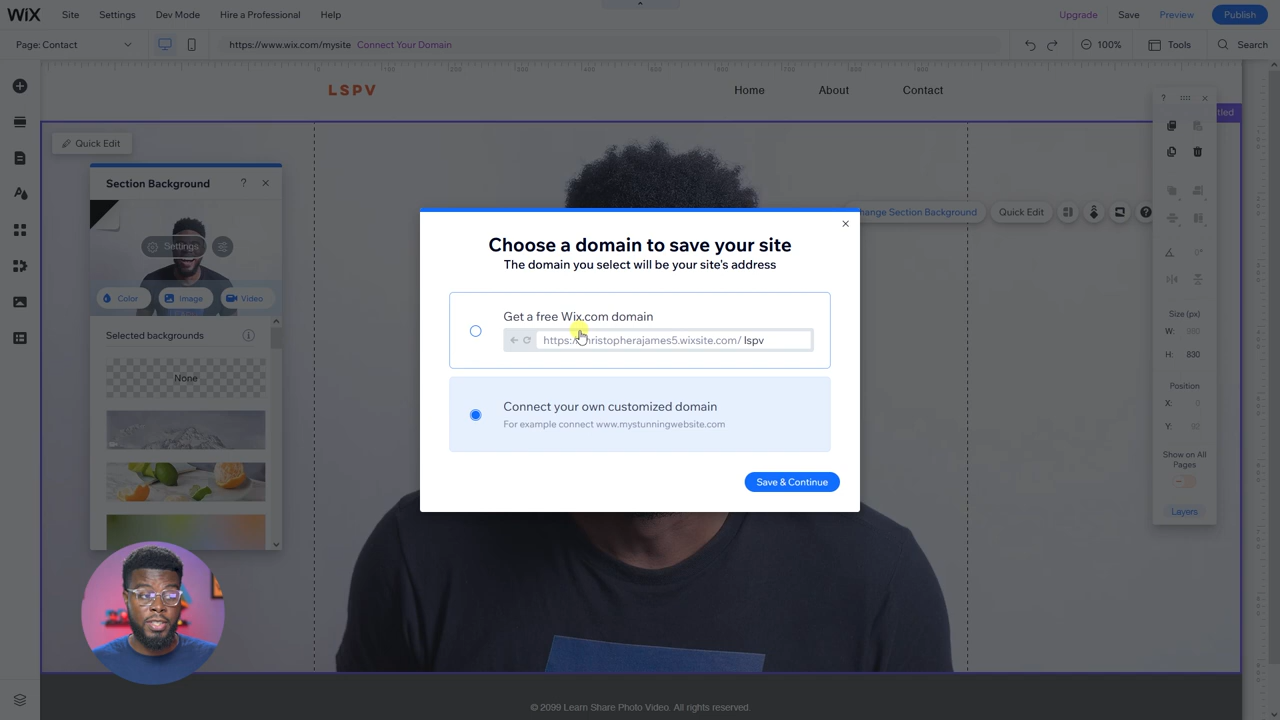 WiX Site Settings Dev Mode Hire a Professional Help Upgrade Save Preview Publish
Page: Contact https://www.wix.com/mysite Connect Your Domain 100% Tools Search
LSPV Home About Contact
Quick Edit
Section Background ?
Settings
Color Image Video
Selected backgrounds
None
Change Section Background Quick Edit ?
Choose a domain to save your site
The domain you select will be your site's address
Get a free Wix.com domain
christopherajames5.wixsite.com/ lspv
Connect your own customized domain
For example connect www.mystunningwebsite.com
Save & Continue
?
0°
Size (px)
W:
H: 830
Position
X: 0
Y:
Show on All
Pages
Layers
© 2099 Learn Share Photo Video. All rights reserved.